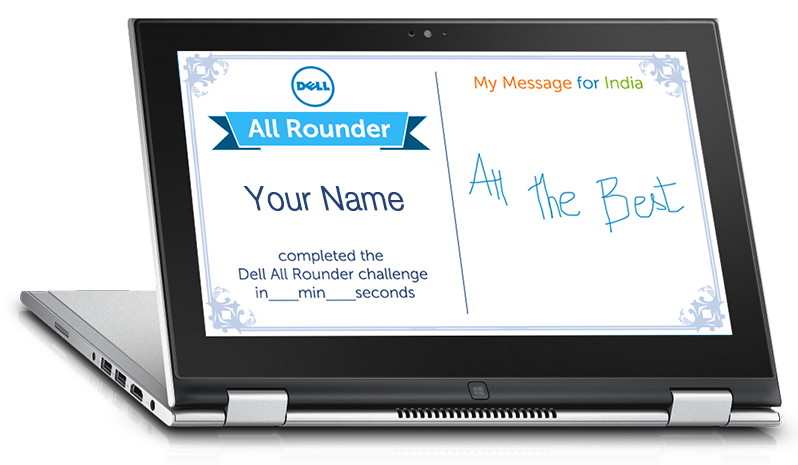 DELL
All Rounder
Your Name
completed the
Dell All Rounder challenge
in___min___seconds
My Message for India
All the Best